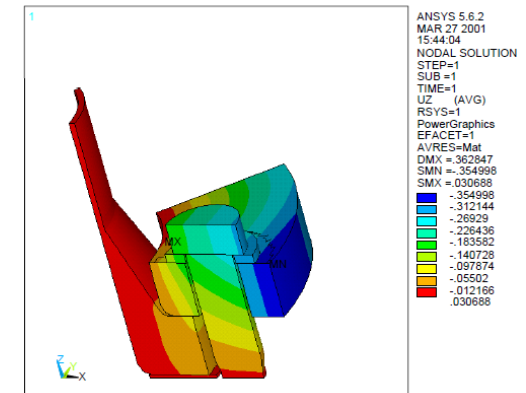 1
ANSYS 5.6.2
MAR 27 2001
15:44:04
NODAL SOLUTION
STEP=1
SUB =1
TIME=1
UZ (AVG)
RSYS=1
PowerGraphics
EFACET=1
AVRES=Mat
DMX =.362847
SMN =-.354998
SMX =.030688
-.354998
-.312144
-.26929
-.226436
-.183582
-.140728
-.097874
-.05502
-.012166
.030688
MX
MN
Z
Y
X